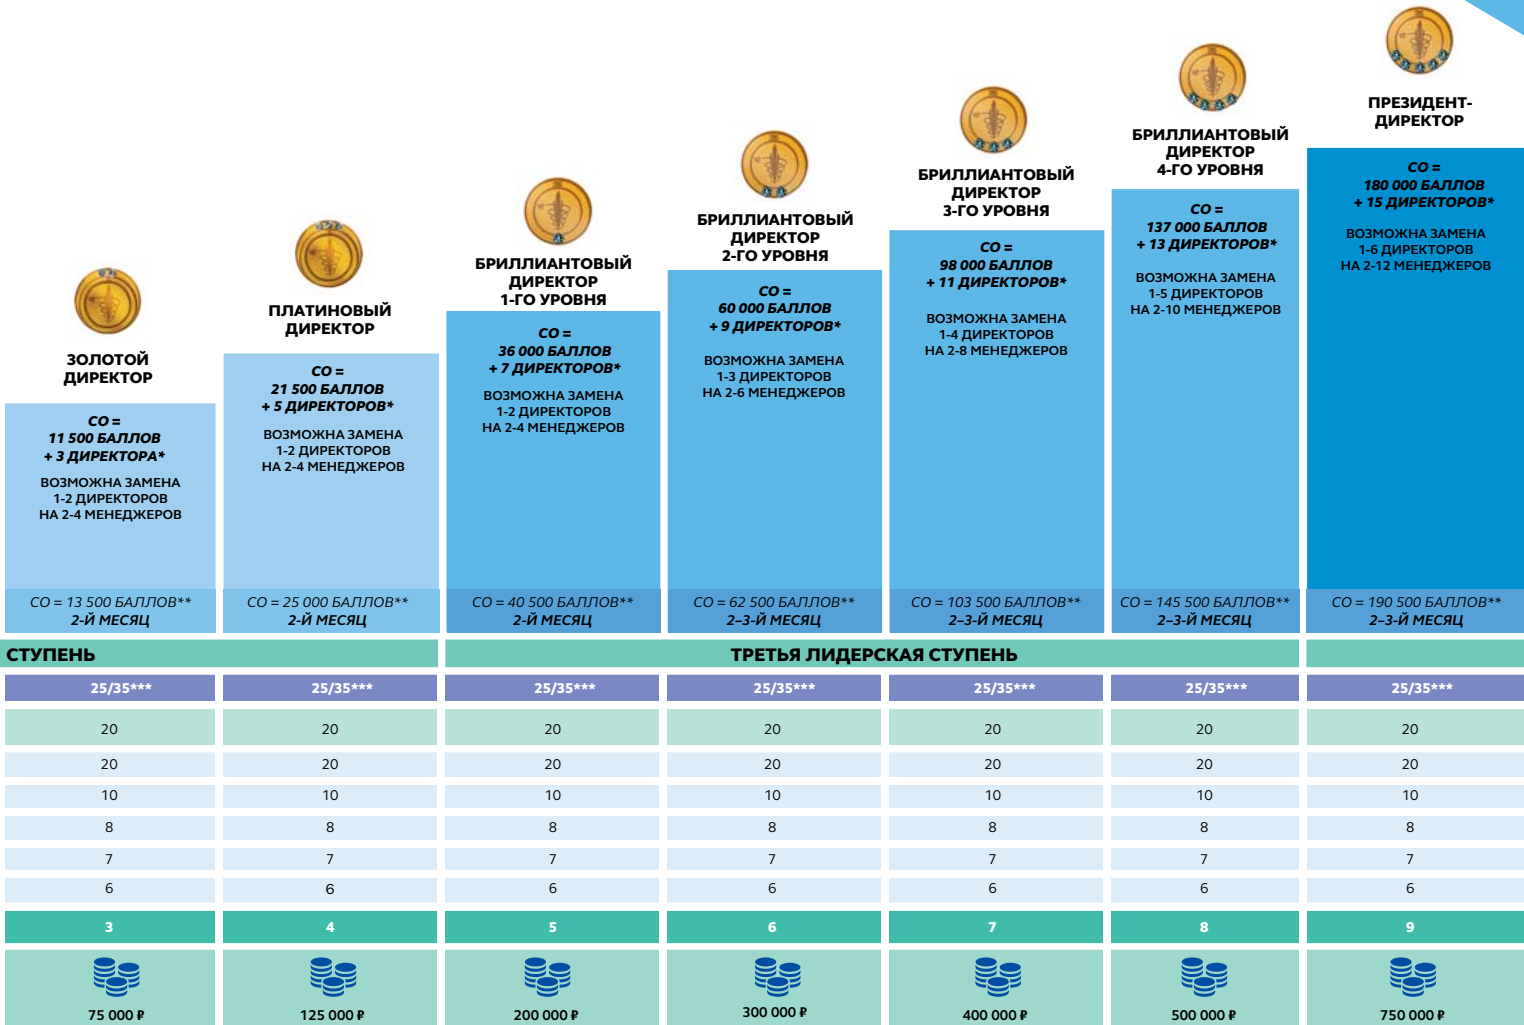 ЗОЛОТОЙ
ДИРЕКТОР
СО =
11 500 БАЛЛОВ
+ 3 ДИРЕКТОРА*
ВОЗМОЖНА ЗАМЕНА
1-2 ДИРЕКТОРОВ
НА 2-4 МЕНЕДЖЕРОВ
СО = 13 500 БАЛЛОВ**
2-Й МЕСЯЦ
ПЛАТИНОВЫЙ
ДИРЕКТОР
СО =
21 500 БАЛЛОВ
+ 5 ДИРЕКТОРОВ*
ВОЗМОЖНА ЗАМЕНА
1-2 ДИРЕКТОРОВ
НА 2-4 МЕНЕДЖЕРОВ
СО = 25 000 БАЛЛОВ**
2-Й МЕСЯЦ
БРИЛЛИАНТОВЫЙ
ДИРЕКТОР
1-ГО УРОВНЯ
СО =
36 000 БАЛЛОВ
+ 7 ДИРЕКТОРОВ*
ВОЗМОЖНА ЗАМЕНА
1-2 ДИРЕКТОРОВ
НА 2-4 МЕНЕДЖЕРОВ
СО = 40 500 БАЛЛОВ**
2-Й МЕСЯЦ
БРИЛЛИАНТОВЫЙ
ДИРЕКТОР
2-ГО УРОВНЯ
СО =
60 000 БАЛЛОВ
+ 9 ДИРЕКТОРОВ*
ВОЗМОЖНА ЗАМЕНА
1-3 ДИРЕКТОРОВ
НА 2-6 МЕНЕДЖЕРОВ
СО = 62 500 БАЛЛОВ**
2–3-Й МЕСЯЦ
БРИЛЛИАНТОВЫЙ
ДИРЕКТОР
3-ГО УРОВНЯ
СО =
98 000 БАЛЛОВ
+ 11 ДИРЕКТОРОВ*
ВОЗМОЖНА ЗАМЕНА
1-4 ДИРЕКТОРОВ
НА 2-8 МЕНЕДЖЕРОВ
СО = 103 500 БАЛЛОВ**
2–3-Й МЕСЯЦ
БРИЛЛИАНТОВЫЙ
ДИРЕКТОР
4-ГО УРОВНЯ
СО =
137 000 БАЛЛОВ
+ 13 ДИРЕКТОРОВ*
ВОЗМОЖНА ЗАМЕНА
1-5 ДИРЕКТОРОВ
НА 2-10 МЕНЕДЖЕРОВ
СО = 145 500 БАЛЛОВ**
2–3-Й МЕСЯЦ
ПРЕЗИДЕНТ-
ДИРЕКТОР
СО =
180 000 БАЛЛОВ
+ 15 ДИРЕКТОРОВ*
ВОЗМОЖНА ЗАМЕНА
1-6 ДИРЕКТОРОВ
НА 2-12 МЕНЕДЖЕРОВ
СО = 190 500 БАЛЛОВ**
2–3-Й МЕСЯЦ
СТУПЕНЬ ТРЕТЬЯ ЛИДЕРСКАЯ СТУПЕНЬ
25/35*** 25/35*** 25/35*** 25/35*** 25/35*** 25/35*** 25/35***
20 20 20 20 20 20 20
20 20 20 20 20 20 20
10 10 10 10 10 10 10
8 8 8 8 8 8 8
7 7 7 7 7 7 7
6 6 6 6 6 6 6
3 4 5 6 7 8 9
75 000 ₽ 125 000 ₽ 200 000 ₽ 300 000 ₽ 400 000 ₽ 500 000 ₽ 750 000 ₽